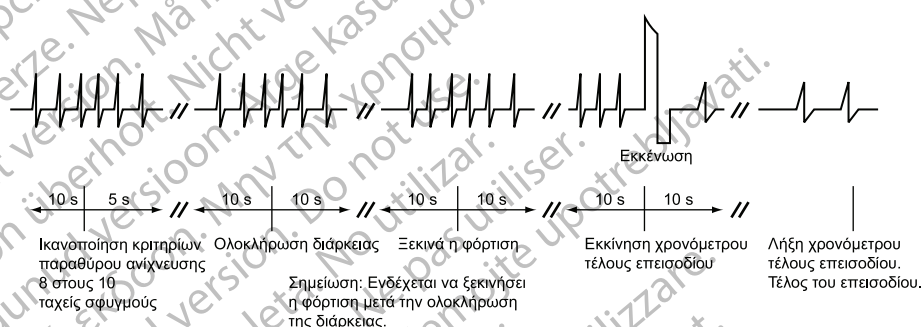 Εκκένωση
10 s 5 s 10 s 10 s 10 s 10 s 10 s 10 s
Ικανοποίηση κριτηρίων
παραθύρου ανίχνευσης
8 στους 10
ταχείς σφυγμούς
Ολοκλήρωση διάρκειας
Ξεκινά η φόρτιση
Σημείωση: Ενδέχεται να ξεκινήσει
η φόρτιση μετά την ολοκλήρωση
της διάρκειας.
Εκκίνηση χρονόμετρου
τέλους επεισοδίου
Λήξη χρονόμετρου
τέλους επεισοδίου.
Τέλος του επεισοδίου.